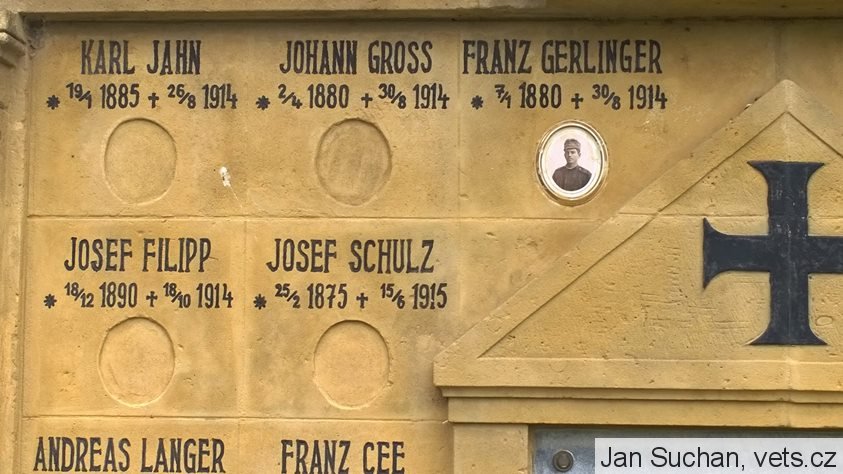 KARL JAHN
* 19/1 1885 + 26/8 1914
JOHANN GROSS
* 2/4 1880 + 30/8 1914
FRANZ GERLINGER
* 7/1 1880 + 30/8 1914
JOSEF FILIPP
* 18/12 1890 + 18/10 1914
JOSEF SCHULZ
* 25/2 1875 + 15/6 1915
ANDREAS LANGER
FRANZ CEE
Jan Suchan, vets.cz